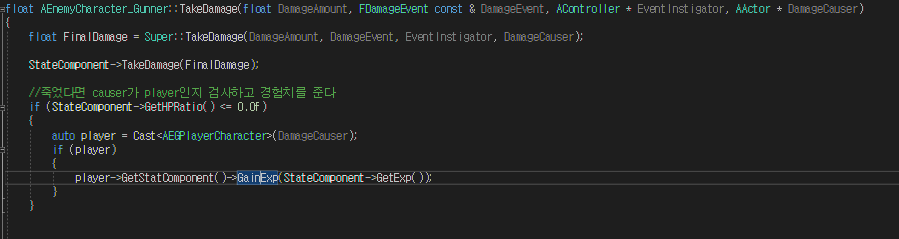 float AEnemyCharacter_Gunner::TakeDamage(float DamageAmount, FDamageEvent const & DamageEvent, AController * EventInstigator, AActor * DamageCauser)
{
float FinalDamage = Super::TakeDamage(DamageAmount, DamageEvent, EventInstigator, DamageCauser);
StateComponent->TakeDamage(FinalDamage);
//죽었다면 causer가 player인지 검사하고 경험치를 준다
if (StateComponent->GetHPRatio() <= 0.0f)
{
auto player = Cast<AEGPlayerCharacter>(DamageCauser);
if (player)
{
player->GetStatComponent()->GainExp(StateComponent->GetExp());
}
}